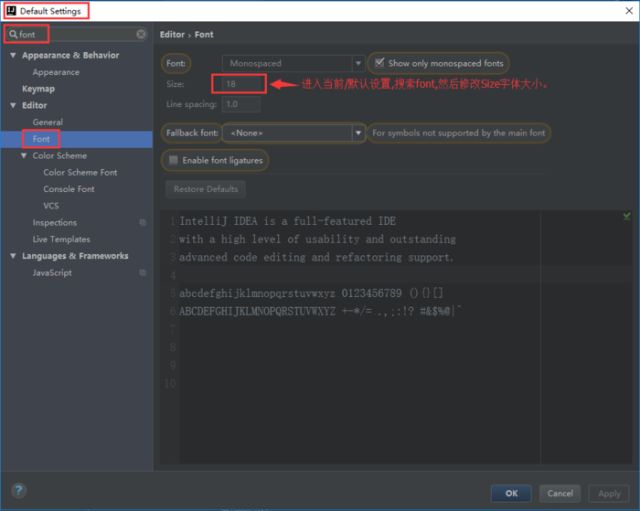 Default Settings
font
Editor › Font
Appearance & Behavior
Appearance
Keymap
Editor
General
Font
Color Scheme
Color Scheme Font
Console Font
VCS
Inspections
Live Templates
Languages & Frameworks
JavaScript
Font: Monospaced Show only monospaced fonts
Size: 18 进入当前/默认设置,搜索font,然后修改Size字体大小。
Line spacing: 1.0
Fallback font: <None> For symbols not supported by the main font
Enable font ligatures
Restore Defaults
1 IntelliJ IDEA is a full-featured IDE
2 with a high level of usability and outstanding
3 advanced code editing and refactoring support.
4
5 abcdefghijklmnopqrstuvwxyz 0123456789 (){}[]
6 ABCDEFGHIJKLMNOPQRSTUVWXYZ +-*/= .,;:!? #&$%@|^
7
8
9
10
? OK Cancel Apply